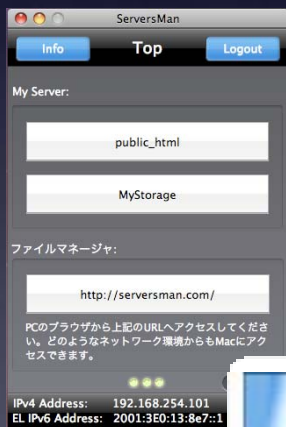 ServersMan
Info
Top
Logout
My Server:
public_html
MyStorage
ファイルマネージャ:
http://serversman.com/
PCのブラウザから上記のURLへアクセスしてくださ
い。どのようなネットワーク環境からもMacにアク
セスできます。
IPv4 Address: 192.168.254.101
EL IPv6 Address: 2001:3E0:13:8e7::1